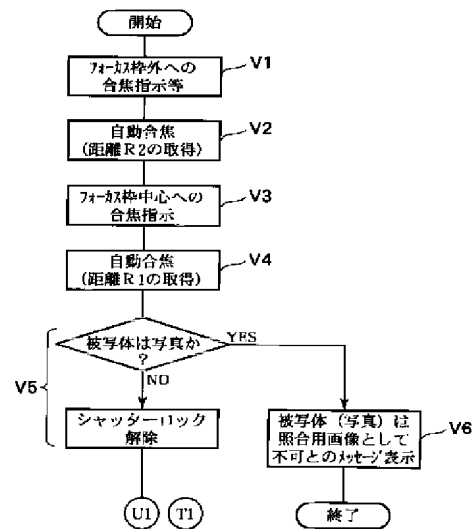 開始
フォーカス枠外への
合焦指示等
V1
自動合焦
(距離R2の取得)
V2
フォーカス枠中心への
合焦指示
V3
自動合焦
(距離R1の取得)
V4
被写体は写真か
?
YES
NO
V5
シャッターロック
解除
被写体(写真)は
照合用画像として
不可とのメッセージ表示
V6
U1 T1
終了